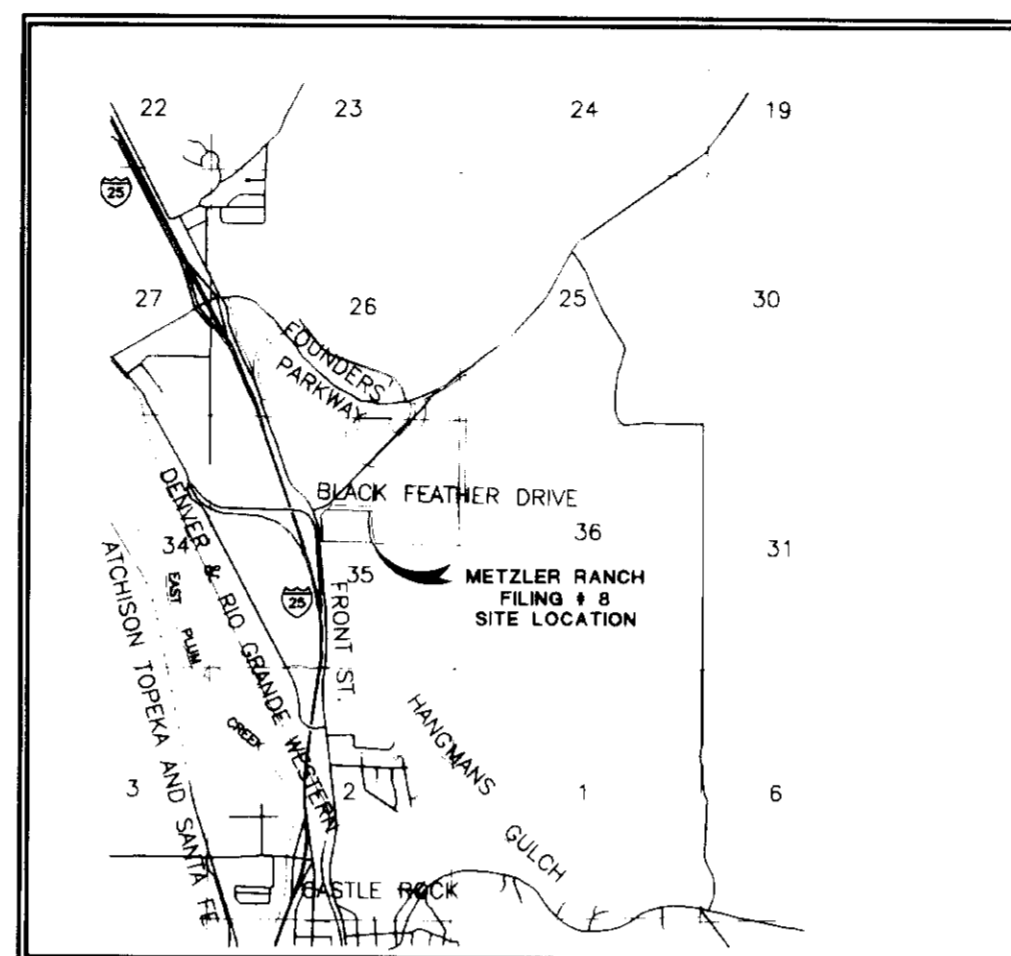 22
23
24
19
25
27
26
25
30
FOUNDERS
PARKWAY
BLACK FEATHER DRIVE
34
35
36
31
DENVER & RIO GRANDE WESTERN
ATCHISON TOPEKA AND SANTA FE
EAST
PLUM
CREEK
25
FRONT ST.
METZLER RANCH
FILING # 8
SITE LOCATION
HANGMANS
GULCH
3
2
1
6
CASTLE ROCK